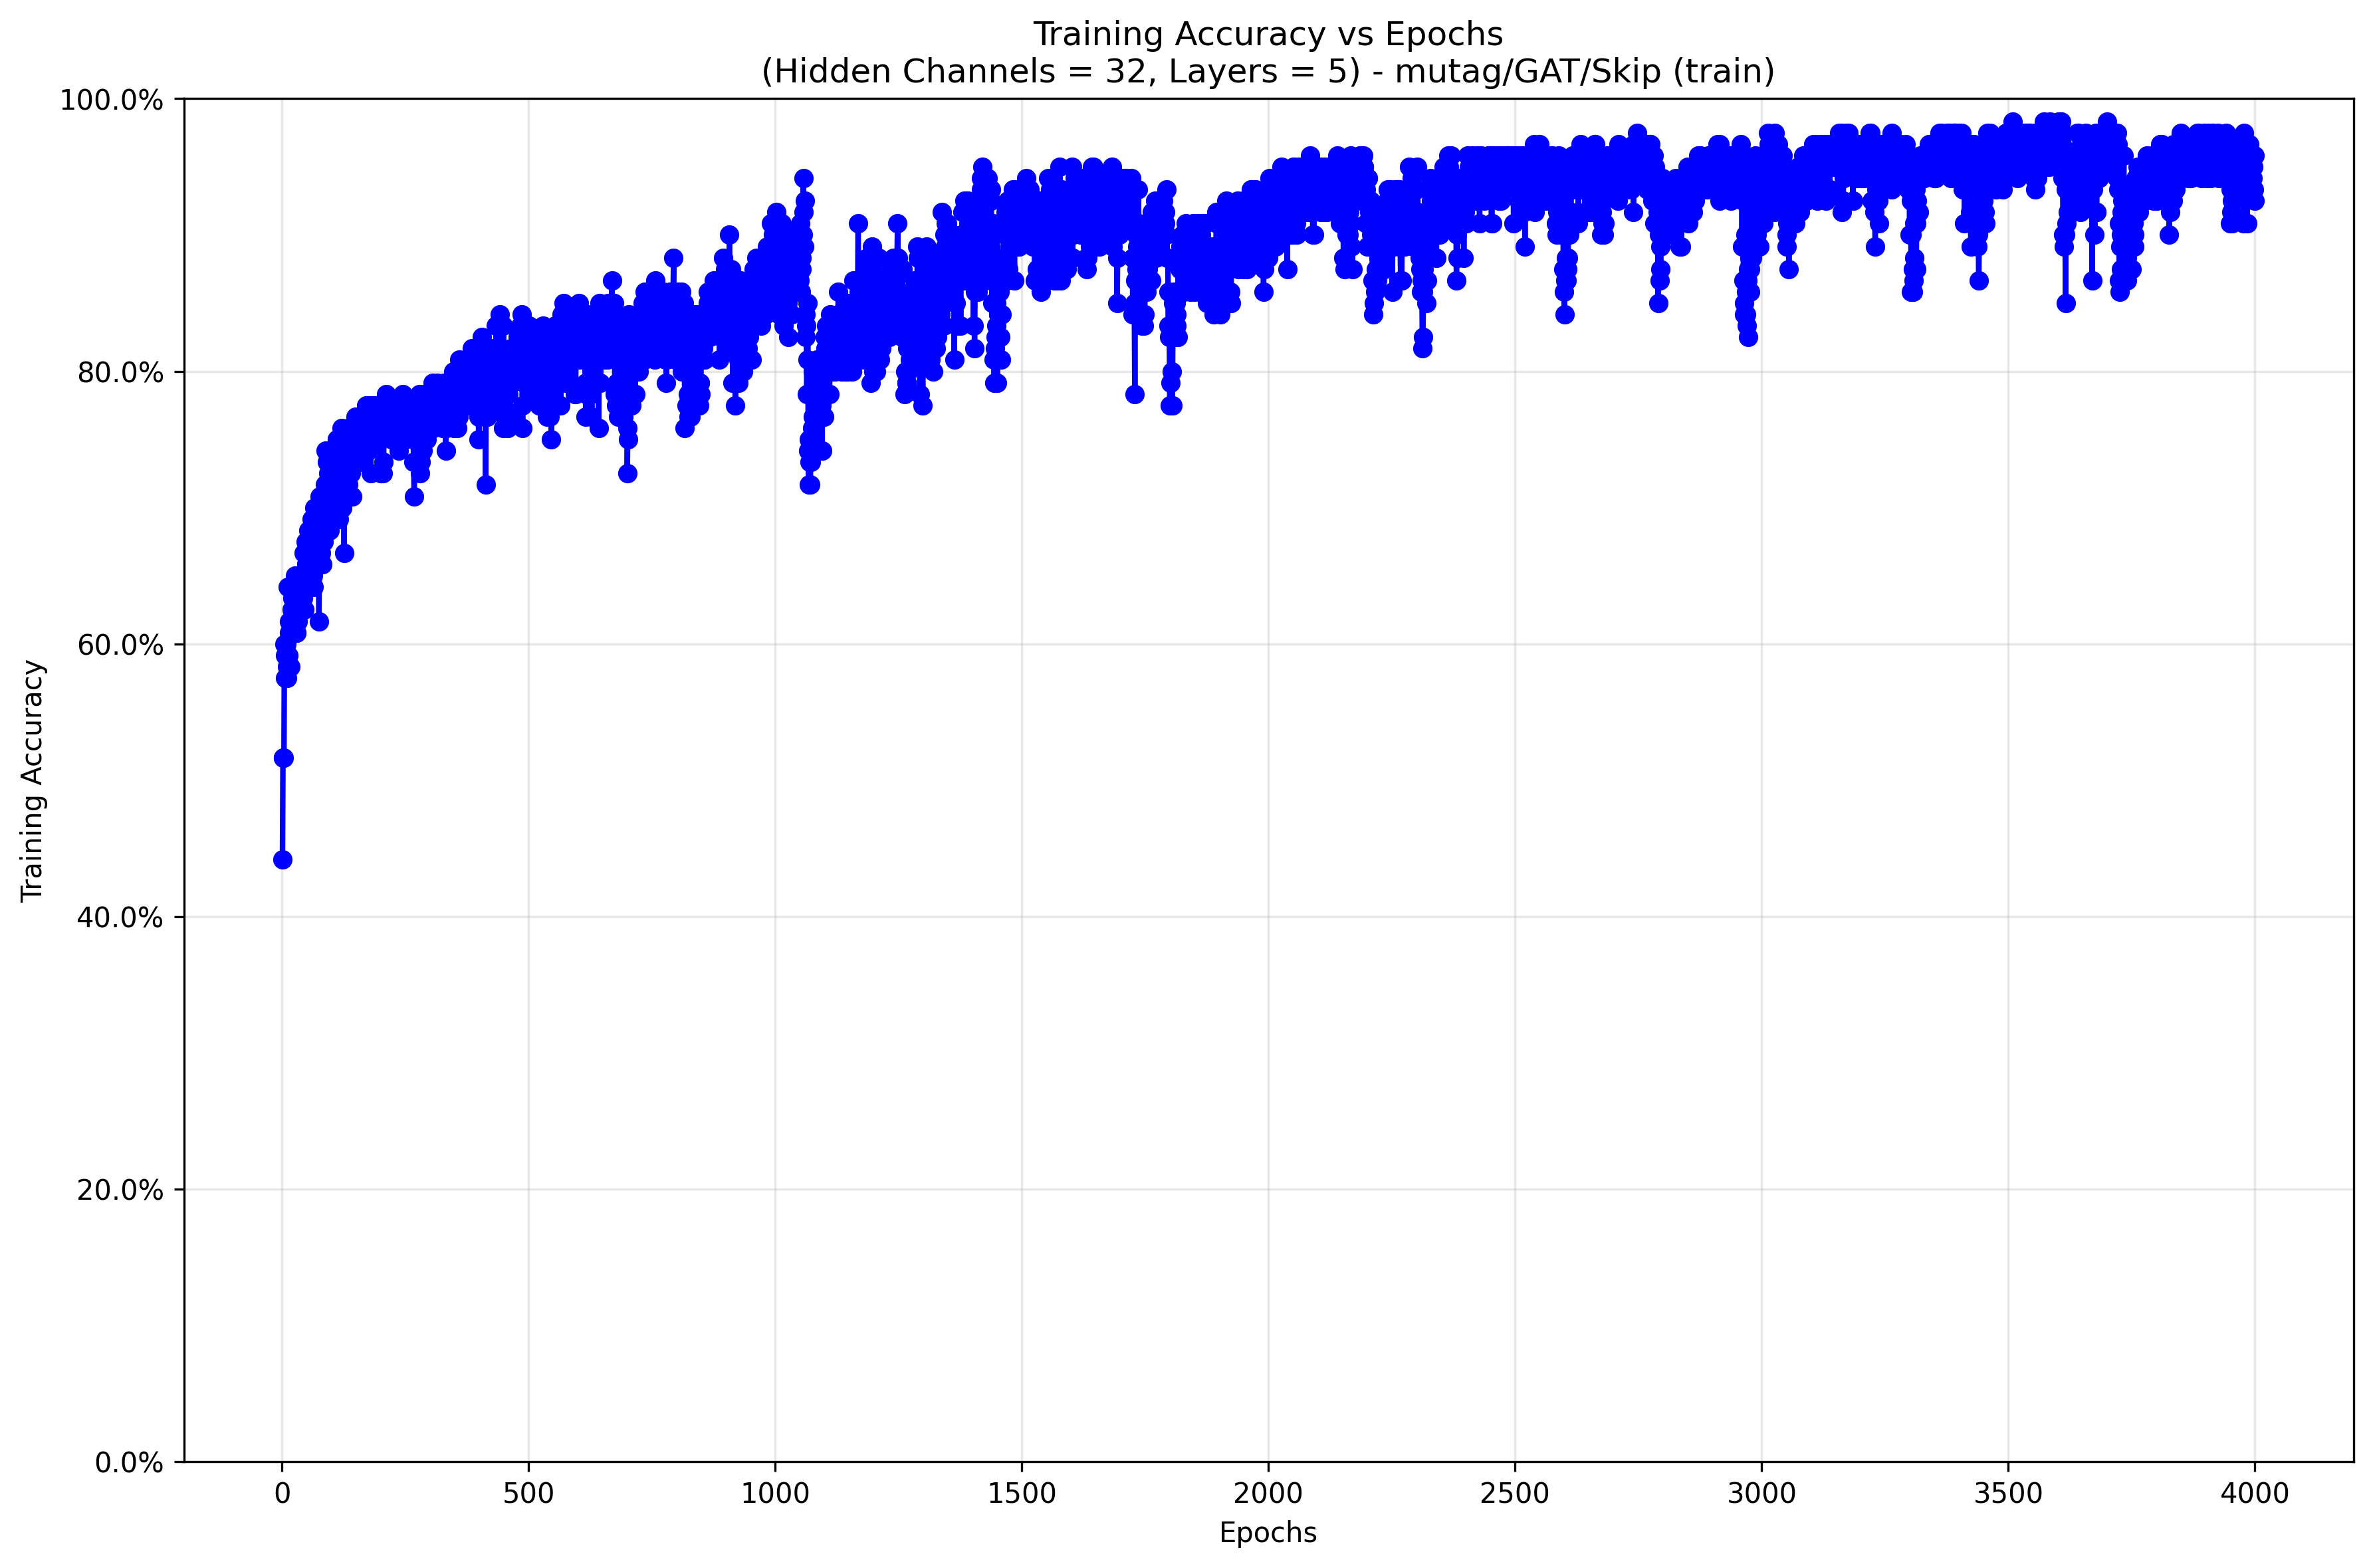 Training Accuracy vs Epochs
(Hidden Channels = 32, Layers = 5) - mutag/GAT/Skip (train)
100.0%
80.0%
60.0%
40.0%
20.0%
0.0%
Training Accuracy
0 500 1000 1500 2000 2500 3000 3500 4000
Epochs